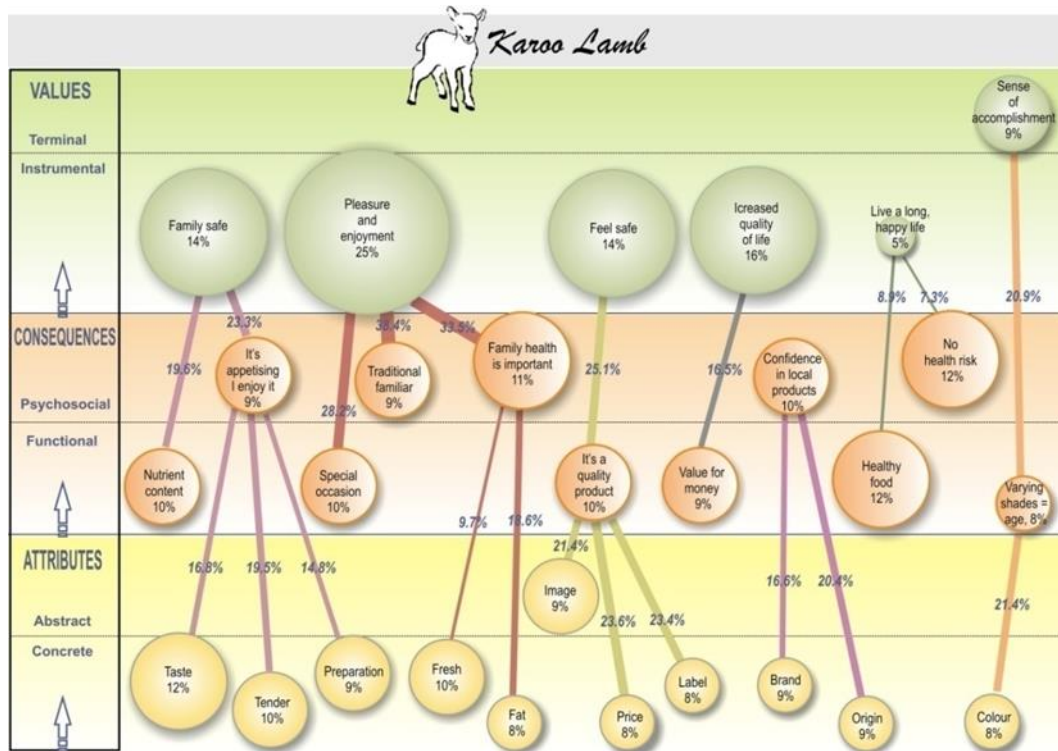 Karoo Lamb
VALUES
Terminal
Instrumental
Sense
of
accomplishment
9%
Family safe
14%
Pleasure
and
enjoyment
25%
Feel safe
14%
Icreased
quality
of life
16%
Live a long,
happy life
5%
8.9%
7.3%
20.9%
23.3%
38.4%
33.5%
19.6%
25.1%
16.5%
28.2%
CONSEQUENCES
Psychosocial
Functional
It's
appetising
I enjoy it
9%
Traditional
familiar
9%
Family health
is important
11%
Confidence
in local
products
10%
No
health risk
12%
Nutrient
content
10%
Special
occasion
10%
It's a
quality
product
10%
Value for
money
9%
Healthy
food
12%
Varying
shades =
age, 8%
9.7%
18.6%
21.4%
16.8%
19.5%
14.8%
23.6%
23.4%
16.6%
20.4%
21.4%
ATTRIBUTES
Abstract
Concrete
Image
9%
Taste
12%
Tender
10%
Preparation
9%
Fresh
10%
Fat
8%
Price
8%
Label
8%
Brand
9%
Origin
9%
Colour
8%